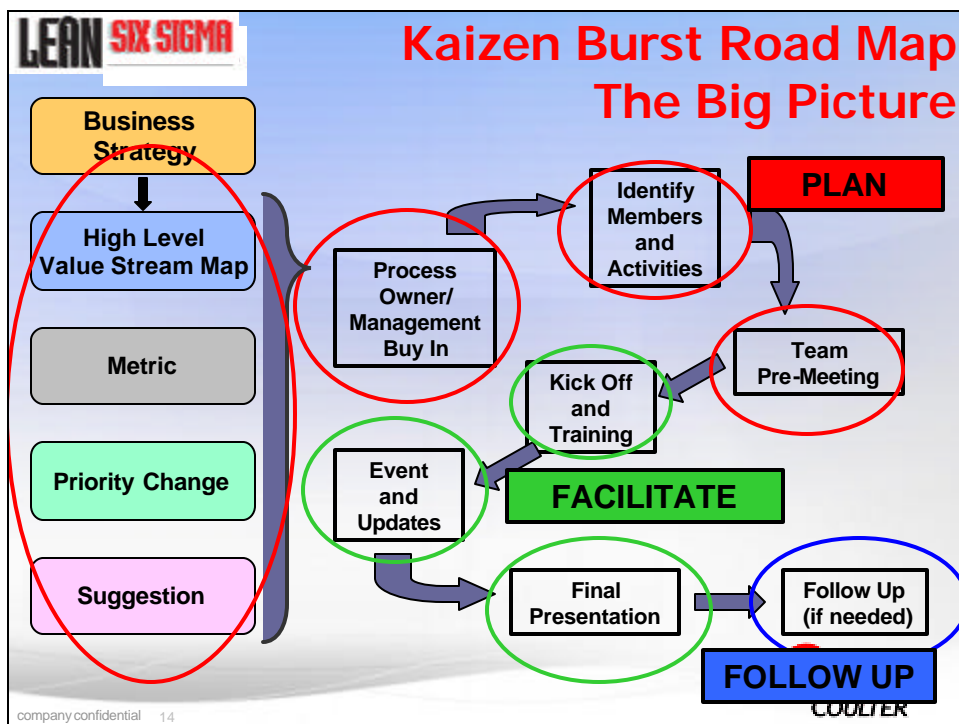 LEAN SIX SIGMA
Kaizen Burst Road Map
The Big Picture
Business
Strategy
High Level
Value Stream Map
Metric
Priority Change
Suggestion
Process
Owner/
Management
Buy In
Identify
Members
and
Activities
PLAN
Team
Pre-Meeting
Kick Off
and
Training
Event
and
Updates
FACILITATE
Final
Presentation
Follow Up
(if needed)
FOLLOW UP
COULTER
company confidential 14